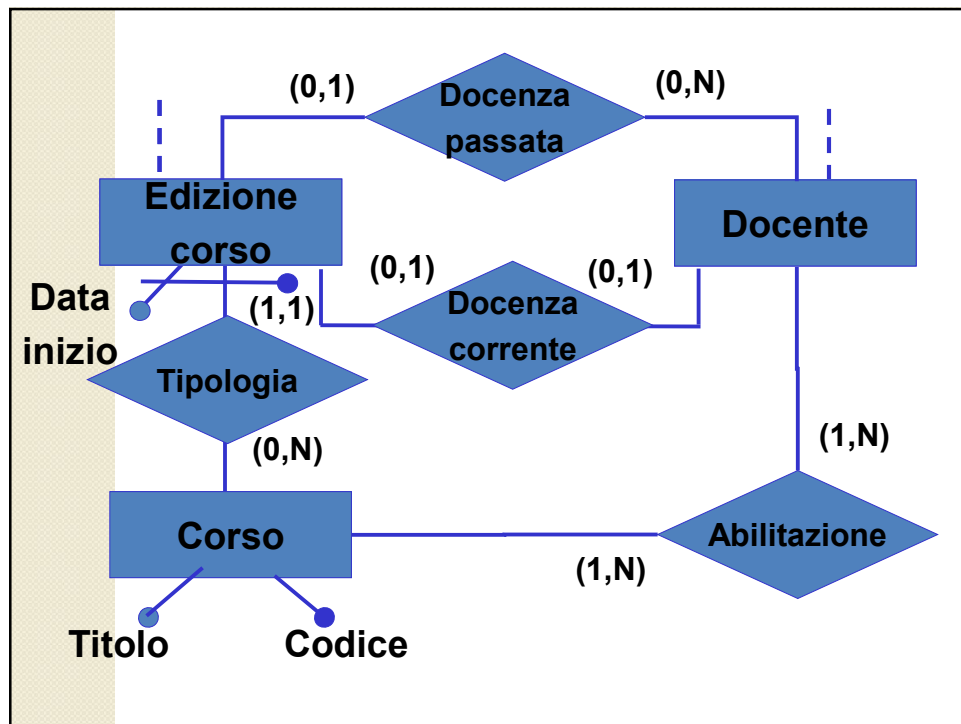 (0,1)
Docenza
passata
(0,N)
Edizione
corso
Docente
(0,1)
Docenza
corrente
(0,1)
Data
inizio
(1,1)
Tipologia
(0,N)
(1,N)
Corso
(1,N)
Abilitazione
Titolo
Codice